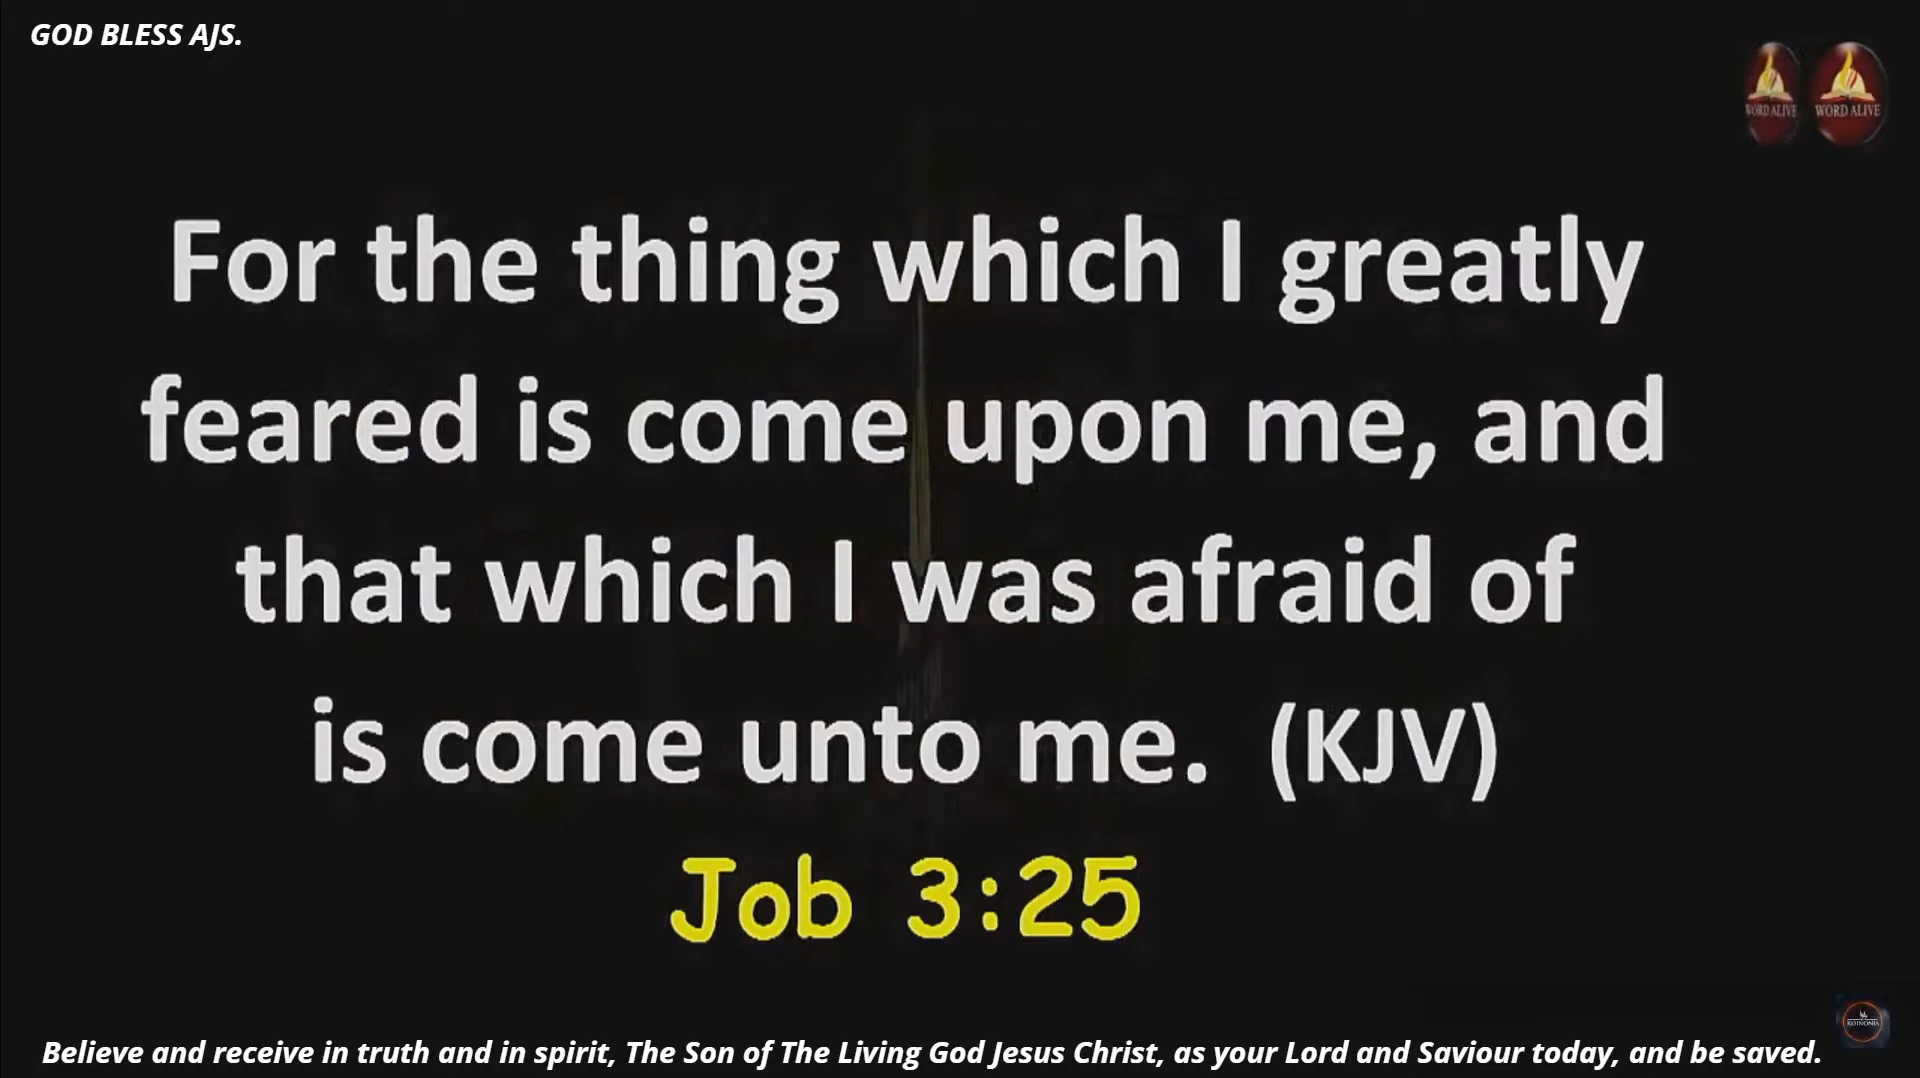 GOD BLESS AJS.
WORD ALIVE WORD ALIVE
For the thing which I greatly
feared is come upon me, and
that which I was afraid of
is come unto me. (KJV)
Job 3:25
KOINONIA
Believe and receive in truth and in spirit, The Son of The Living God Jesus Christ, as your Lord and Saviour today, and be saved.